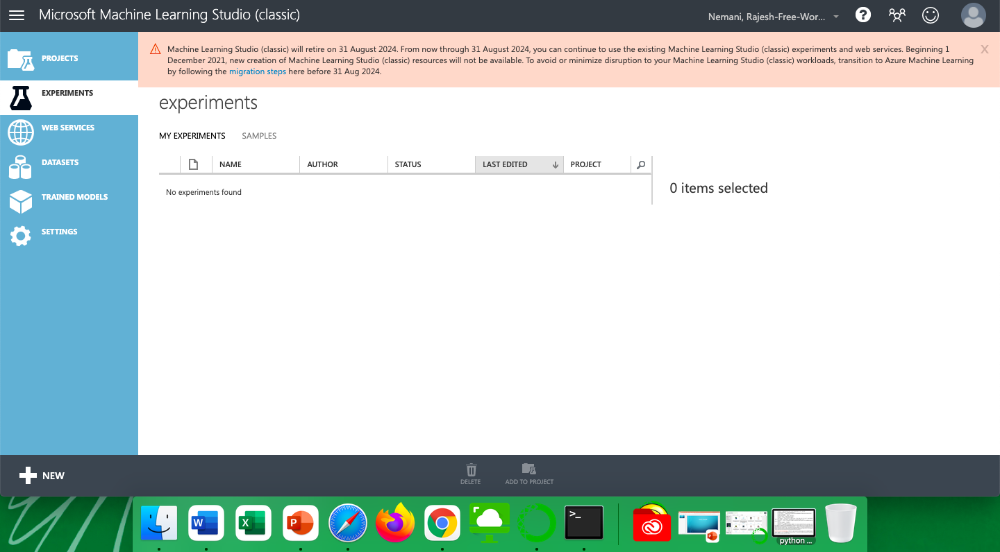 Microsoft Machine Learning Studio (classic)
Nemani, Rajesh-Free-Wor...
?
PROJECTS
EXPERIMENTS
WEB SERVICES
DATASETS
TRAINED MODELS
SETTINGS
Machine Learning Studio (classic) will retire on 31 August 2024. From now through 31 August 2024, you can continue to use the existing Machine Learning Studio (classic) experiments and web services. Beginning 1
December 2021, new creation of Machine Learning Studio (classic) resources will not be available. To avoid or minimize disruption to your Machine Learning Studio (classic) workloads, transition to Azure Machine Learning
by following the migration steps here before 31 Aug 2024.
X
experiments
MY EXPERIMENTS SAMPLES
NAME AUTHOR STATUS LAST EDITED PROJECT
No experiments found
0 items selected
NEW
DELETE
ADD TO PROJECT
W
X
P
>_
P
python ...